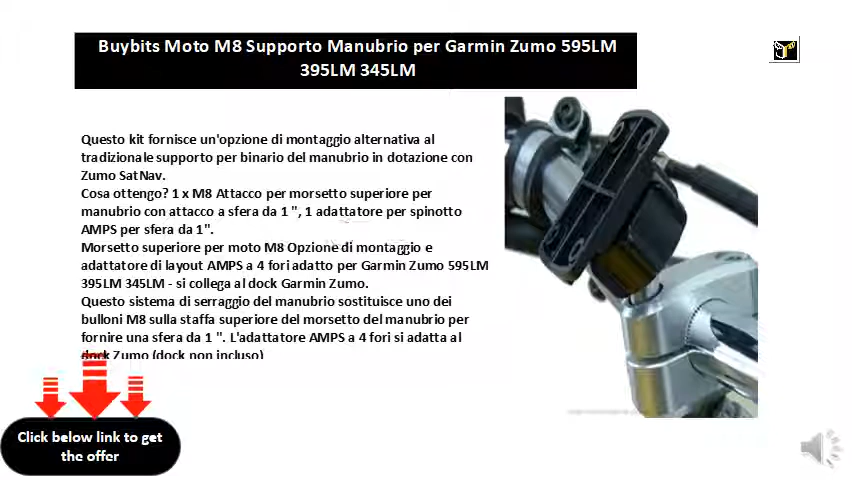 Buybits Moto M8 Supporto Manubrio per Garmin Zumo 595LM
395LM 345LM
Questo kit fornisce un'opzione di montaggio alternativa al
tradizionale supporto per binario del manubrio in dotazione con
Zumo SatNav.
Cosa ottengo? 1 x M8 Attacco per morsetto superiore per
manubrio con attacco a sfera da 1 ", 1 adattatore per spinotto
AMPS per sfera da 1".
Morsetto superiore per moto M8 Opzione di montaggio e
adattatore di layout AMPS a 4 fori adatto per Garmin Zumo 595LM
395LM 345LM - si collega al dock Garmin Zumo.
Questo sistema di serraggio del manubrio sostituisce uno dei
bulloni M8 sulla staffa superiore del morsetto del manubrio per
fornire una sfera da 1 ". L'adattatore AMPS a 4 fori si adatta al
dock Zumo (dock non incluso)
Click below link to get
the offer